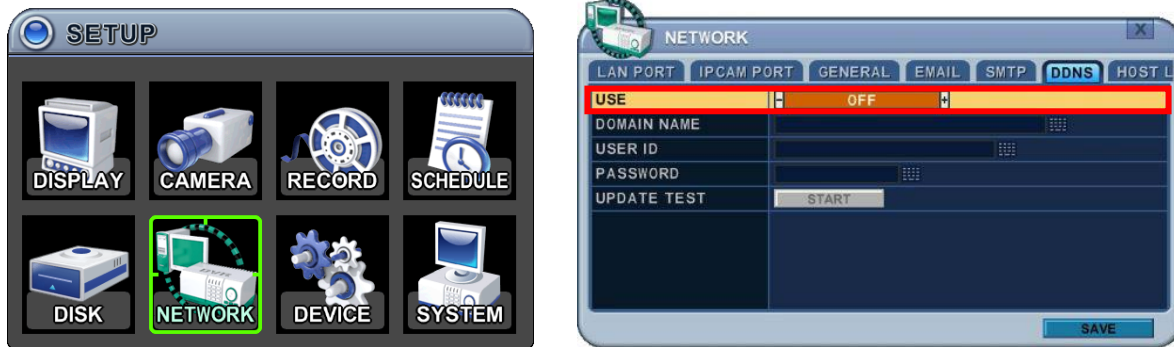 SETUP
DISPLAY CAMERA RECORD SCHEDULE
DISK NETWORK DEVICE SYSTEM
NETWORK X
LAN PORT IPCAM PORT GENERAL EMAIL SMTP DDNS HOST L
USE - OFF +
DOMAIN NAME
USER ID
PASSWORD
UPDATE TEST START
SAVE